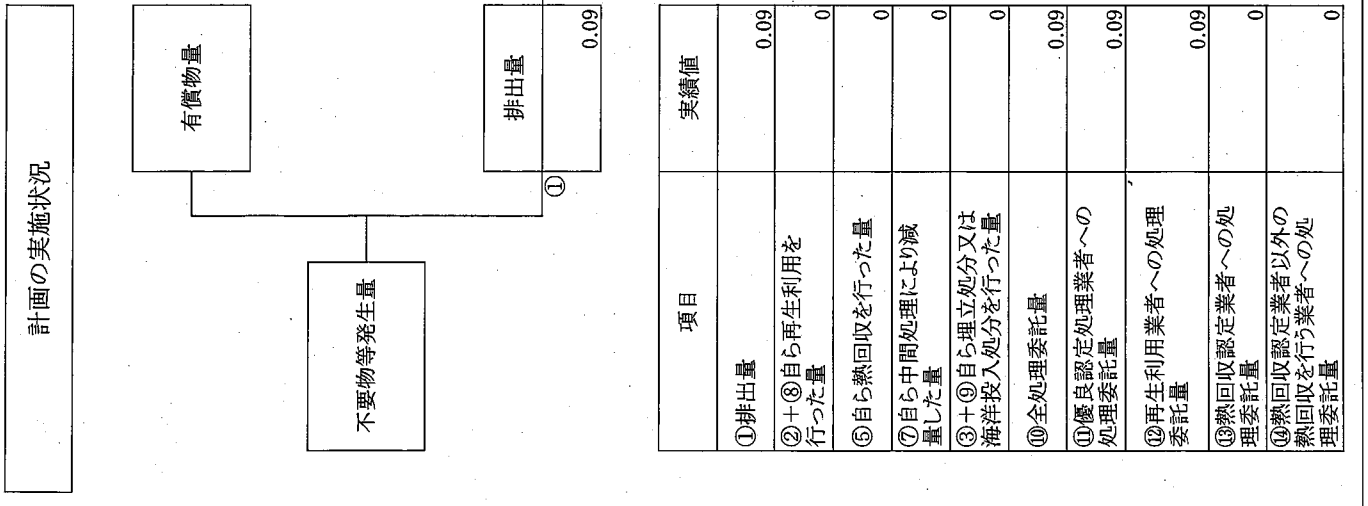 計画の実施状況
不要物等発生量
有償物量
排出量
①
0.09
項目
実績値
①排出量
0.09
②+⑧自ら再生利用を
行った量
0
⑤自ら熱回収を行った量
0
⑦自ら中間処理により減
量した量
0
③+⑨自ら埋立処分又は
海洋投入処分を行った量
0
⑩全処理委託量
0.09
⑪優良認定処理業者への
処理委託量
0.09
⑫再生利用業者への処理
委託量
0.09
⑬熱回収認定業者への処
理委託量
0
⑭熱回収認定業者以外の
熱回収を行う業者への処
理委託量
0